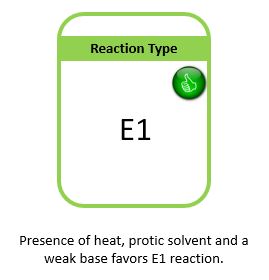 Reaction Type
E1
Presence of heat, protic solvent and a
weak base favors E1 reaction.